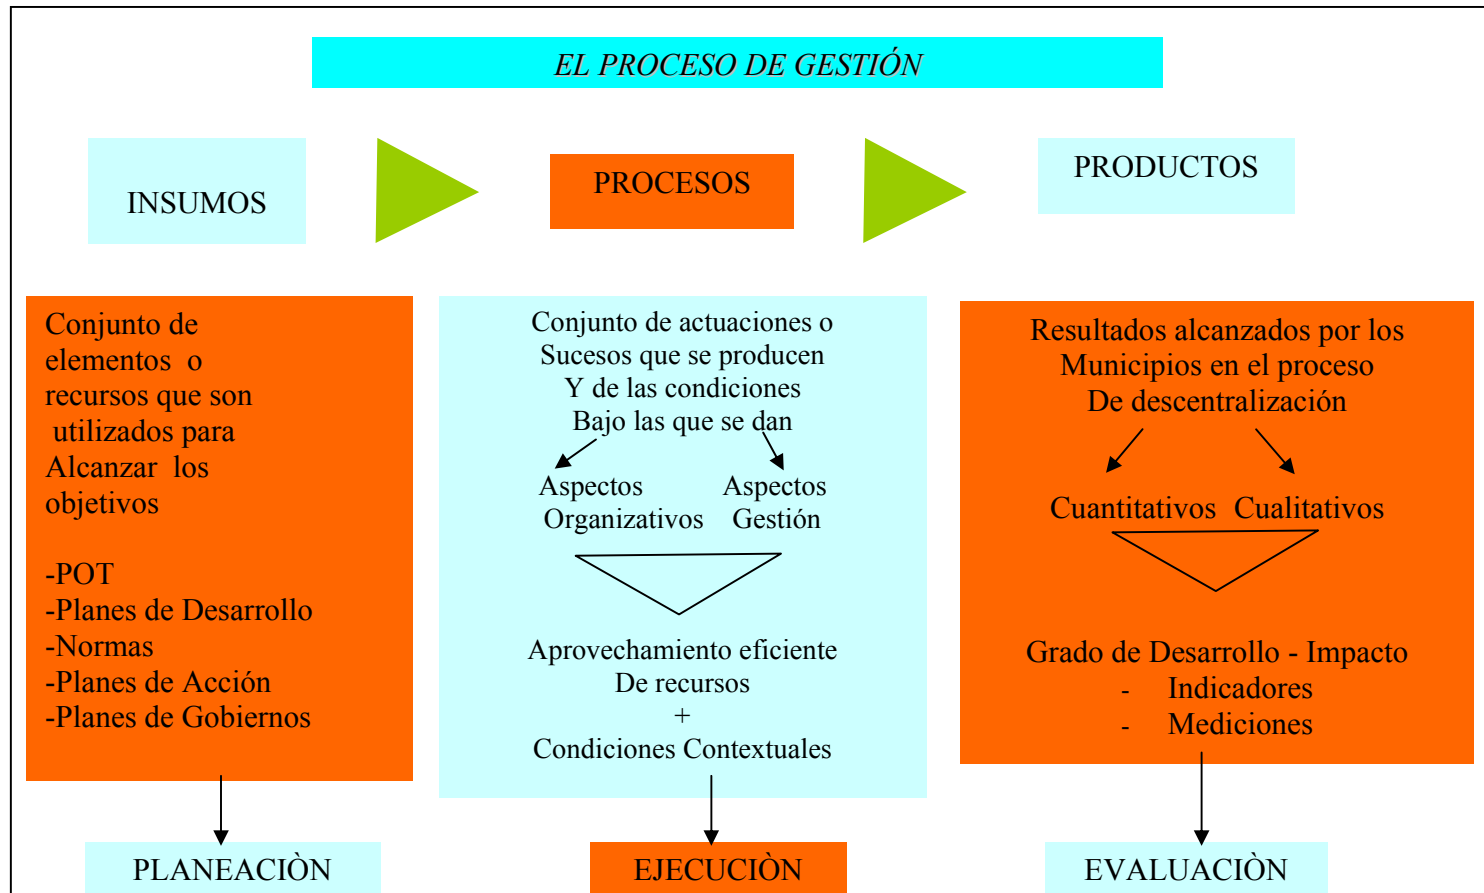 EL PROCESO DE GESTIÓN
INSUMOS
PROCESOS
PRODUCTOS
Conjunto de
elementos o
recursos que son
utilizados para
Alcanzar los
objetivos
-POT
-Planes de Desarrollo
-Normas
-Planes de Acción
-Planes de Gobiernos
Conjunto de actuaciones o
Sucesos que se producen
Y de las condiciones
Bajo las que se dan
Aspectos Aspectos
Organizativos Gestión
Aprovechamiento eficiente
De recursos
+
Condiciones Contextuales
Resultados alcanzados por los
Municipios en el proceso
De descentralización
Cuantitativos Cualitativos
Grado de Desarrollo - Impacto
- Indicadores
- Mediciones
PLANEACIÒN
EJECUCIÒN
EVALUACIÒN